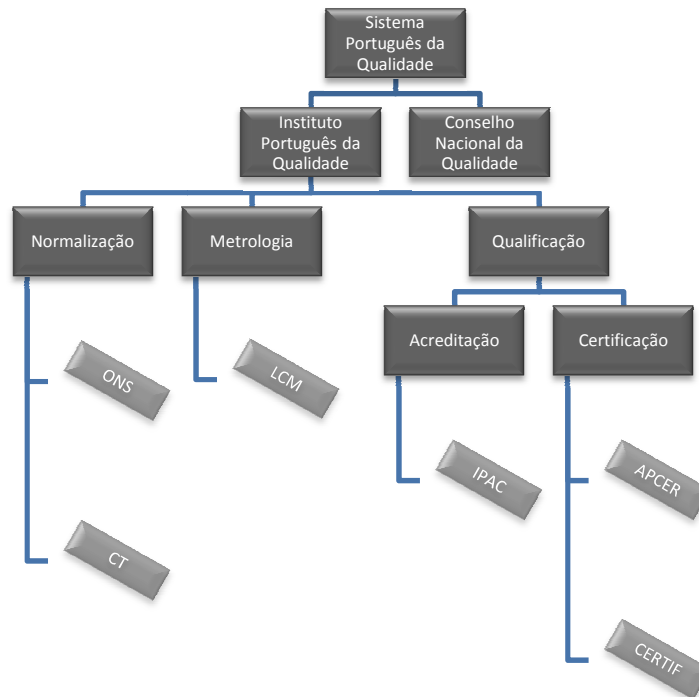 Sistema
Português da
Qualidade
Instituto
Português da
Qualidade
Conselho
Nacional da
Qualidade
Normalização
Metrologia
Qualificação
Acreditação
Certificação
ONS
LCM
IPAC
APCER
CT
CERTIF